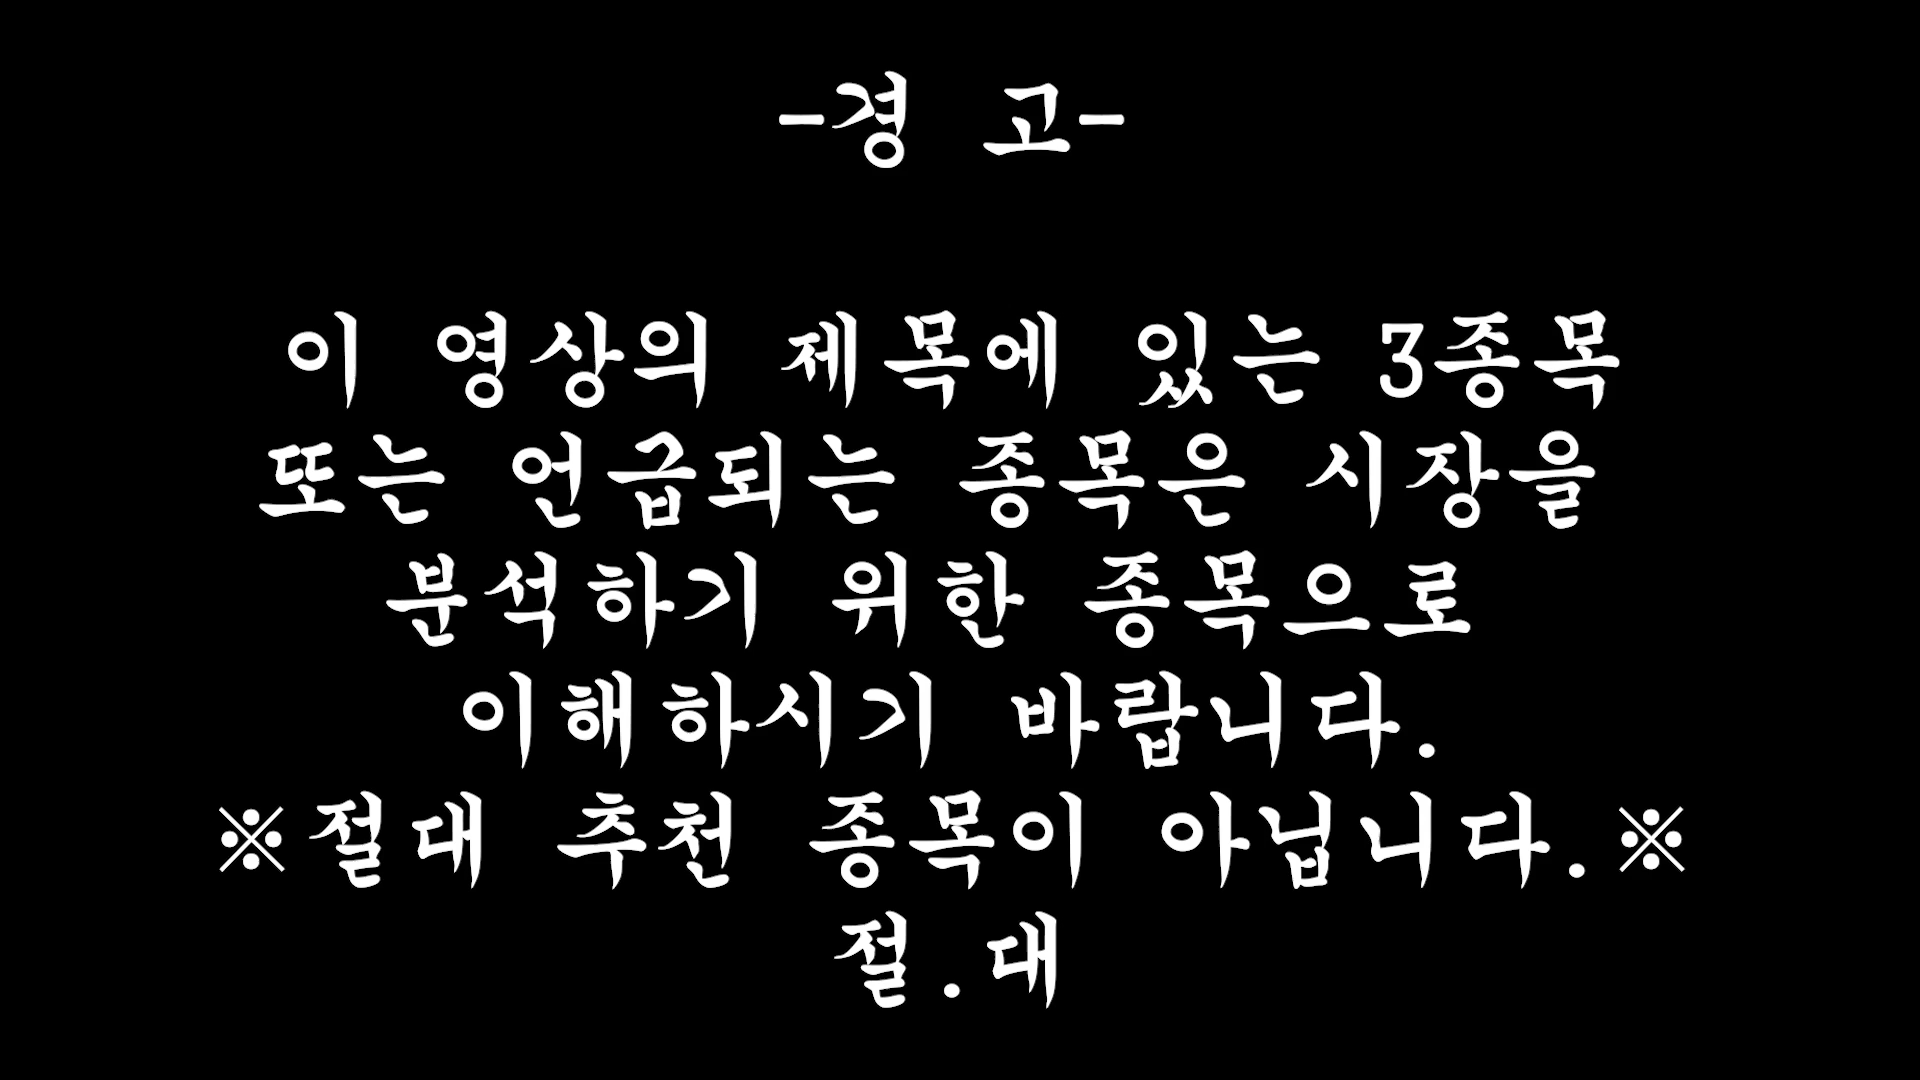 -경 고-
이 영상의 제목에 있는 3종목
또는 언급되는 종목은 시장을
분석하기 위한 종목으로
이해하시기 바랍니다.
※절대 추천 종목이 아닙니다.※
절.대